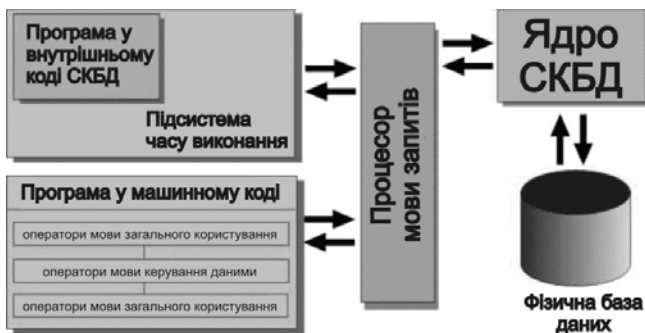 Програма у
внутрішньому
коді СКБД
Підсистема
часу виконання
Програма у машинному коді
оператори мови загального користування
оператори мови керування даними
оператори мови загального користування
Процесор
мови запитів
Ядро
СКБД
Фізична база
даних